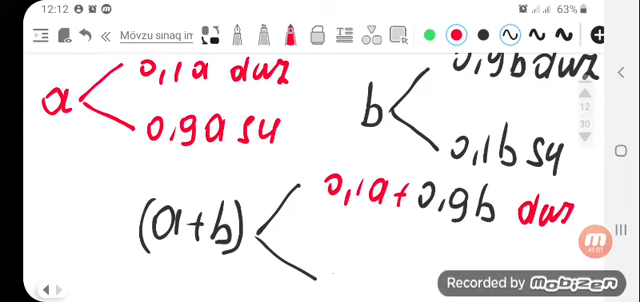 12:12 63%
Mövzu sınaq im
12
30
0,1a duz
a
0,9a su
0,9b duz
b
0,1b su
0,1a + 0,9b duz
(a+b)
Recorded by mobizen